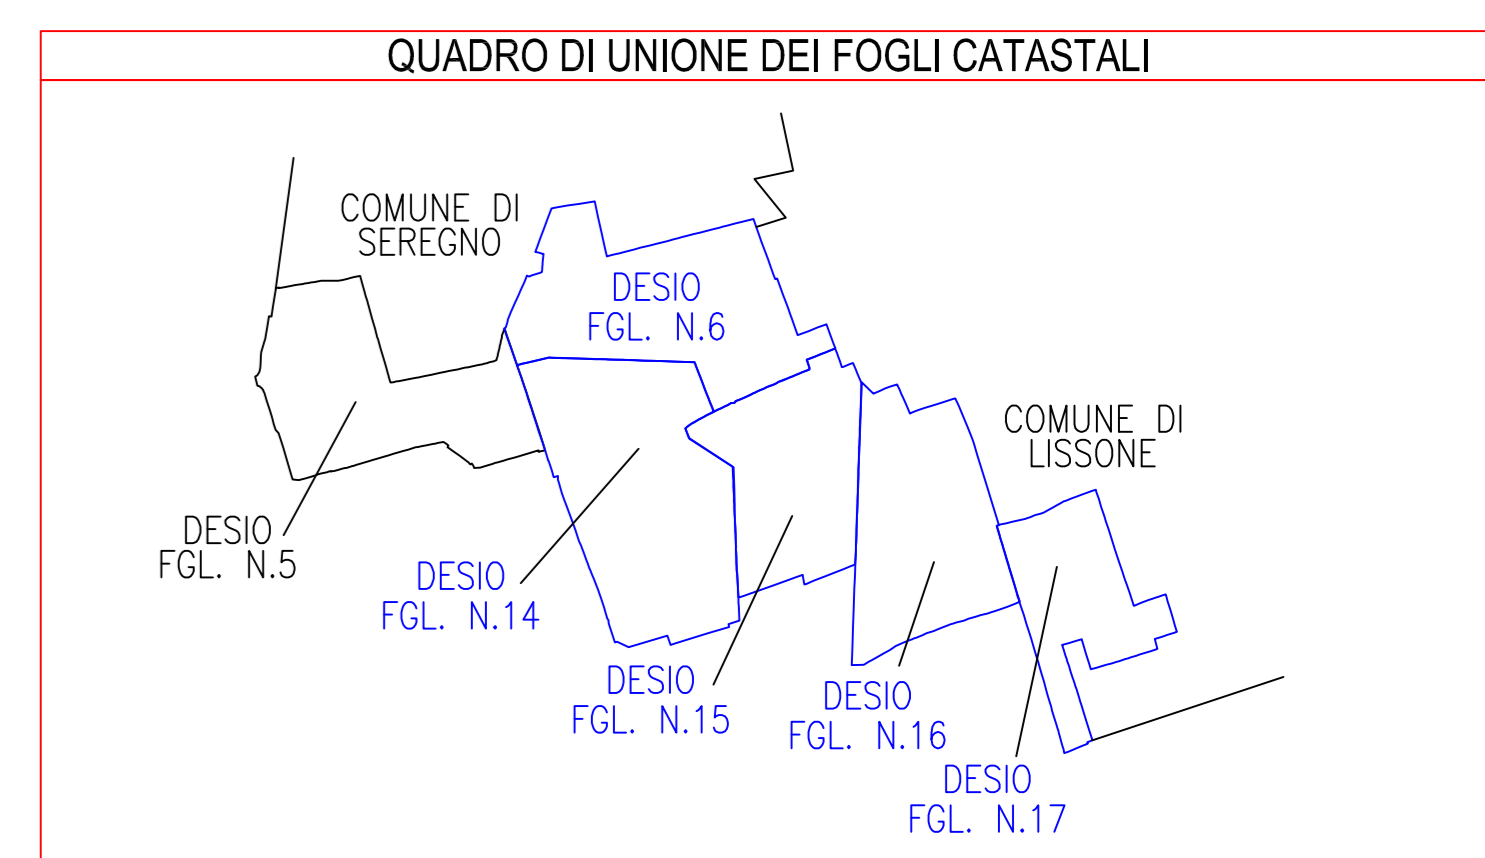 QUADRO DI UNIONE DEI FOGLI CATASTALI
COMUNE DI
SEREGNO
DESIO
FGL. N.6
COMUNE DI
LISSONE
DESIO
FGL. N.5
DESIO
FGL. N.14
DESIO
FGL. N.15
DESIO
FGL. N.16
DESIO
FGL. N.17